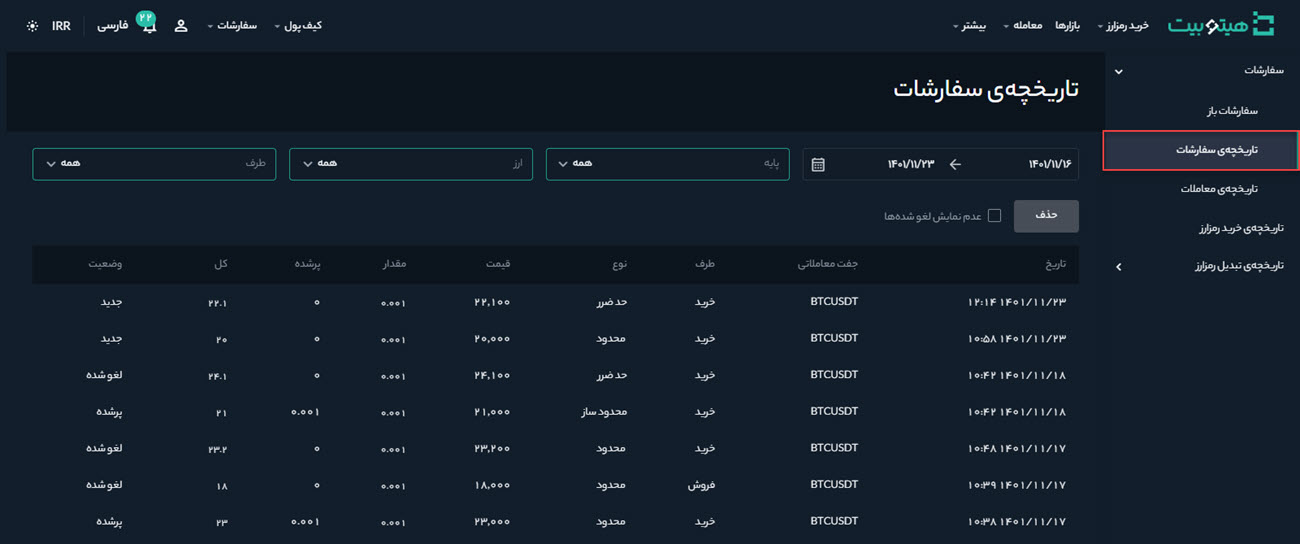 هیتوبیت خرید رمزارز بازارها معامله بیشتر کیف پول سفارشات ۲۲ فارسی IRR
سفارشات
سفارشات باز
تاریخچه‌ی سفارشات
تاریخچه‌ی معاملات
تاریخچه‌ی خرید رمزارز
تاریخچه‌ی تبدیل رمزارز
تاریخچه‌ی سفارشات
۱۴۰۱/۱۱/۱۶ ← ۱۴۰۱/۱۱/۲۳ پایه همه ارز همه طرف همه
حذف عدم نمایش لغو شده‌ها
تاریخ جفت معاملاتی طرف نوع قیمت مقدار پرشده کل وضعیت
۱۴۰۱/۱۱/۲۳ ۱۲:۱۴ BTCUSDT خرید حد ضرر ۲۲,۱۰۰ ۰.۰۰۱ ۰ ۲۲.۱ جدید
۱۴۰۱/۱۱/۲۳ ۱۰:۵۸ BTCUSDT خرید محدود ۲۰,۰۰۰ ۰.۰۰۱ ۰ ۲۰ جدید
۱۴۰۱/۱۱/۱۸ ۱۰:۴۲ BTCUSDT خرید حد ضرر ۲۴,۱۰۰ ۰.۰۰۱ ۰ ۲۴.۱ لغو شده
۱۴۰۱/۱۱/۱۸ ۱۰:۴۲ BTCUSDT خرید محدود ساز ۲۱,۰۰۰ ۰.۰۰۱ ۰.۰۰۱ ۲۱ پرشده
۱۴۰۱/۱۱/۱۷ ۱۰:۴۸ BTCUSDT خرید محدود ۲۳,۲۰۰ ۰.۰۰۱ ۰ ۲۳.۲ لغو شده
۱۴۰۱/۱۱/۱۷ ۱۰:۳۹ BTCUSDT فروش محدود ۱۸,۰۰۰ ۰.۰۰۱ ۰ ۱۸ لغو شده
۱۴۰۱/۱۱/۱۷ ۱۰:۳۸ BTCUSDT خرید محدود ۲۳,۰۰۰ ۰.۰۰۱ ۰.۰۰۱ ۲۳ پرشده